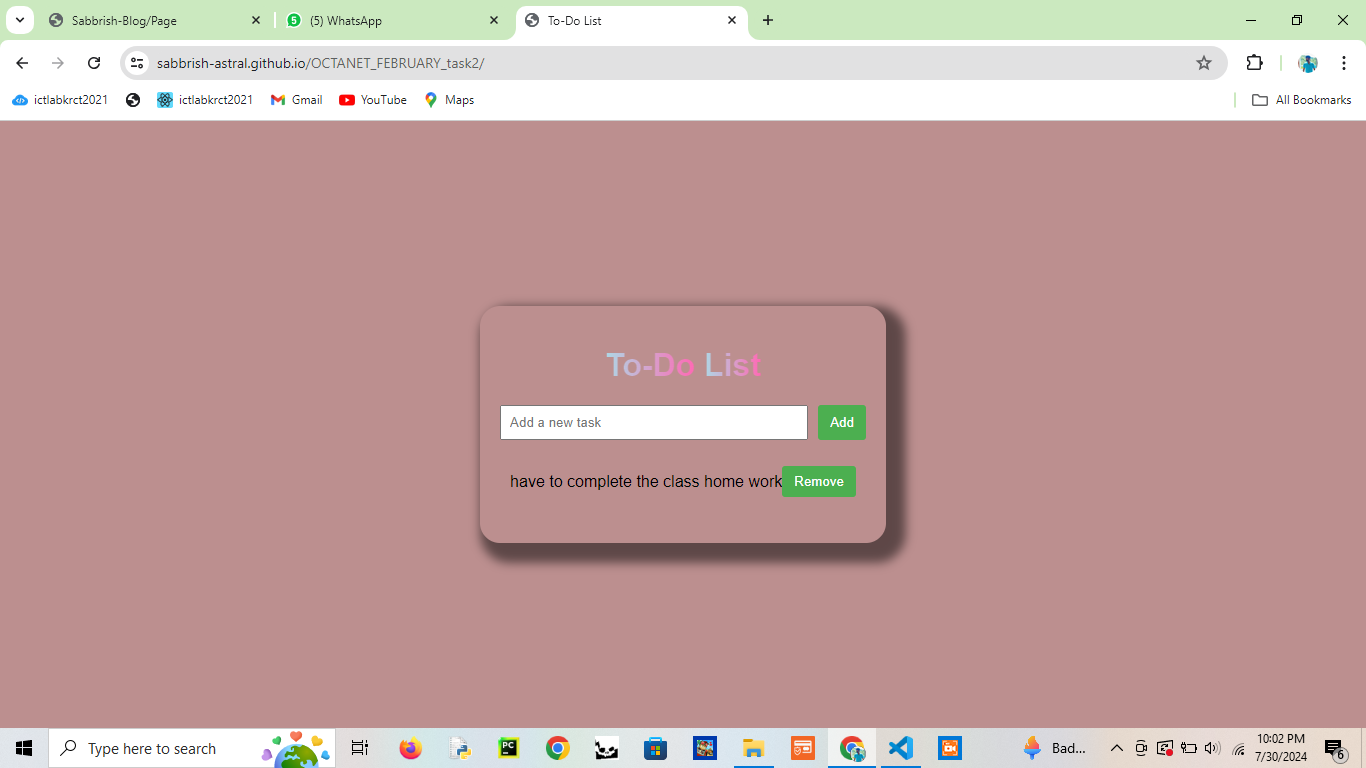 Sabbrish-Blog/Page
5
(5) WhatsApp
To-Do List
sabbrish-astral.github.io/OCTANET_FEBRUARY_task2/
ictlabkrct2021
ictlabkrct2021
Gmail
YouTube
Maps
All Bookmarks
To-Do List
Add a new task
Add
have to complete the class home work
Remove
Type here to search
PC
Bad...
10:02 PM
7/30/2024
6